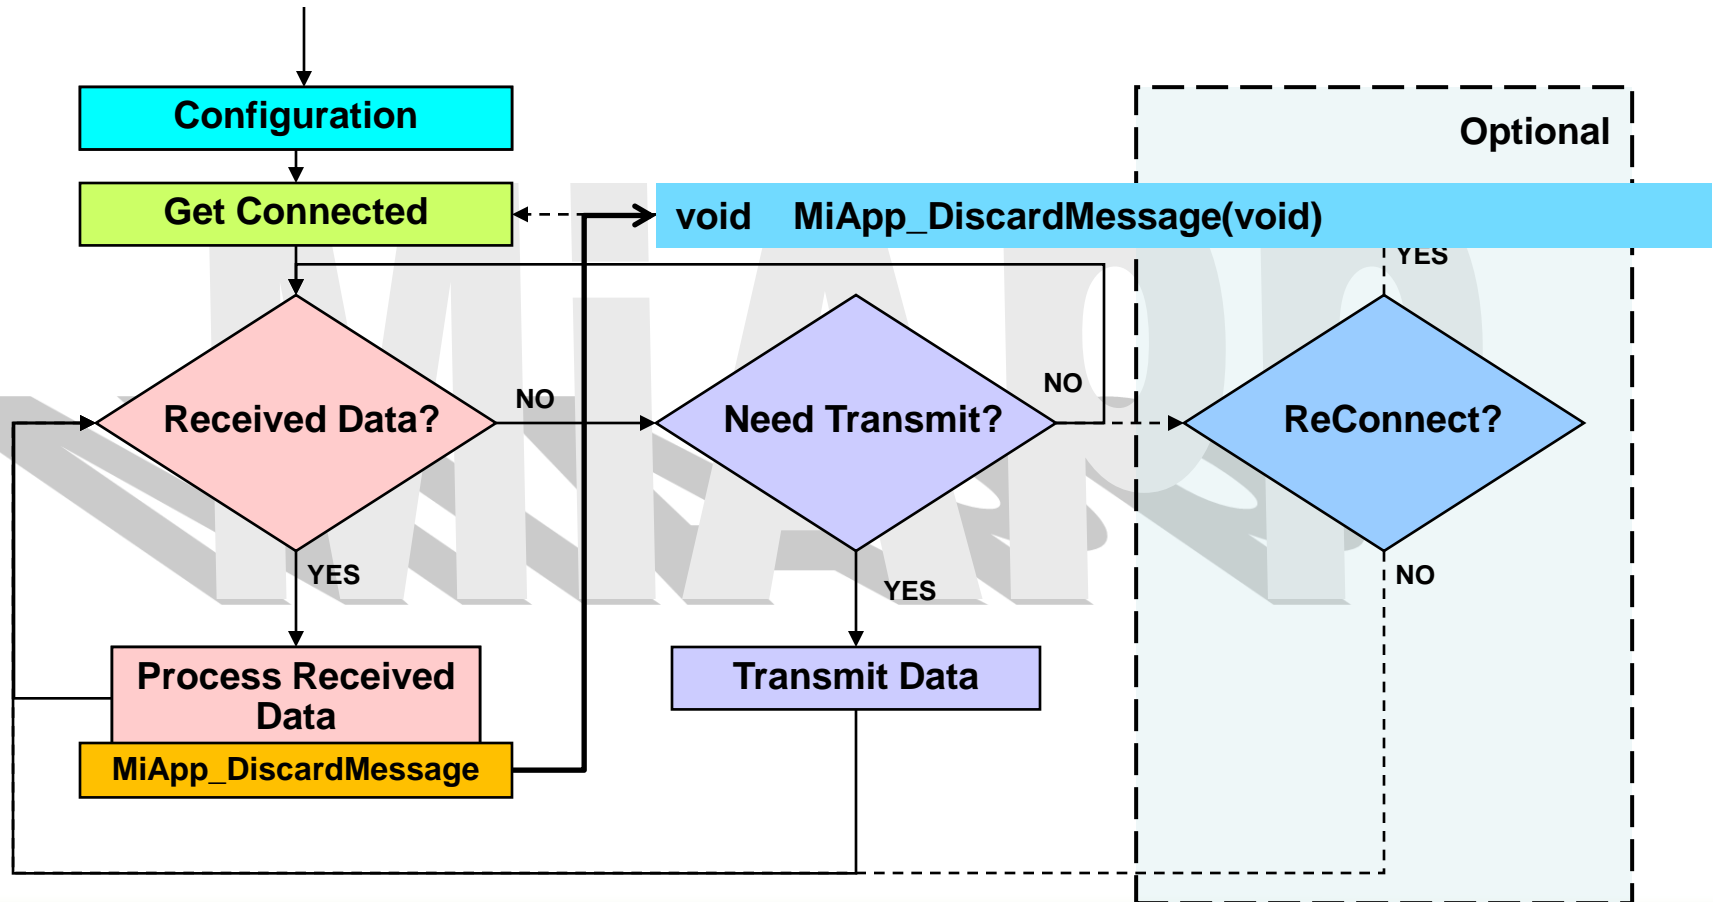 Configuration
Optional
Get Connected
void MiApp_DiscardMessage(void)
YES
MiApp
Received Data?
NO
Need Transmit?
NO
ReConnect?
YES
YES
NO
Process Received
Data
Transmit Data
MiApp_DiscardMessage